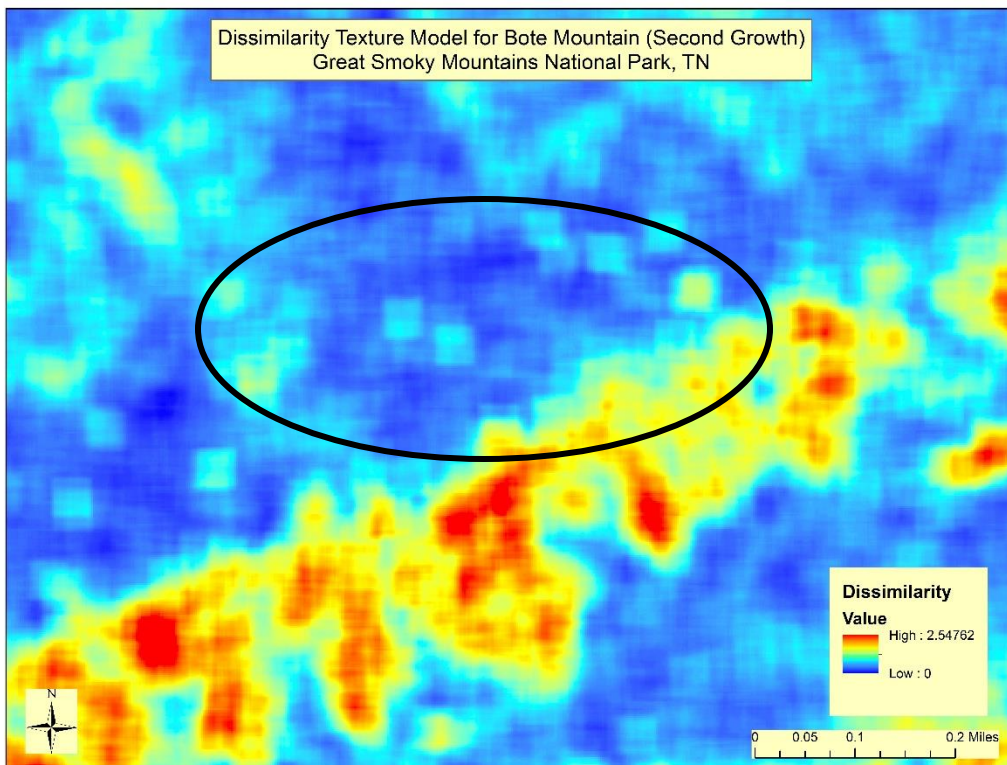 Dissimilarity Texture Model for Bote Mountain (Second Growth)
Great Smoky Mountains National Park, TN
Dissimilarity
Value
High : 2.54762
Low : 0
N
0 0.05 0.1 0.2 Miles